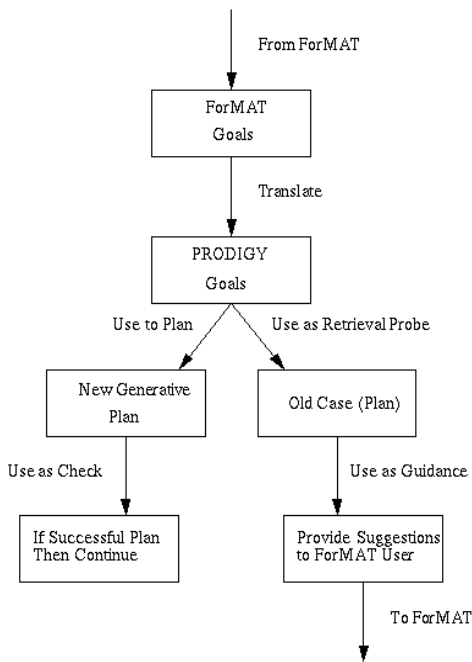 From ForMAT
ForMAT
Goals
Translate
PRODIGY
Goals
Use to Plan
Use as Retrieval Probe
New Generative
Plan
Old Case (Plan)
Use as Check
Use as Guidance
If Successful Plan
Then Continue
Provide Suggestions
to ForMAT User
To ForMAT